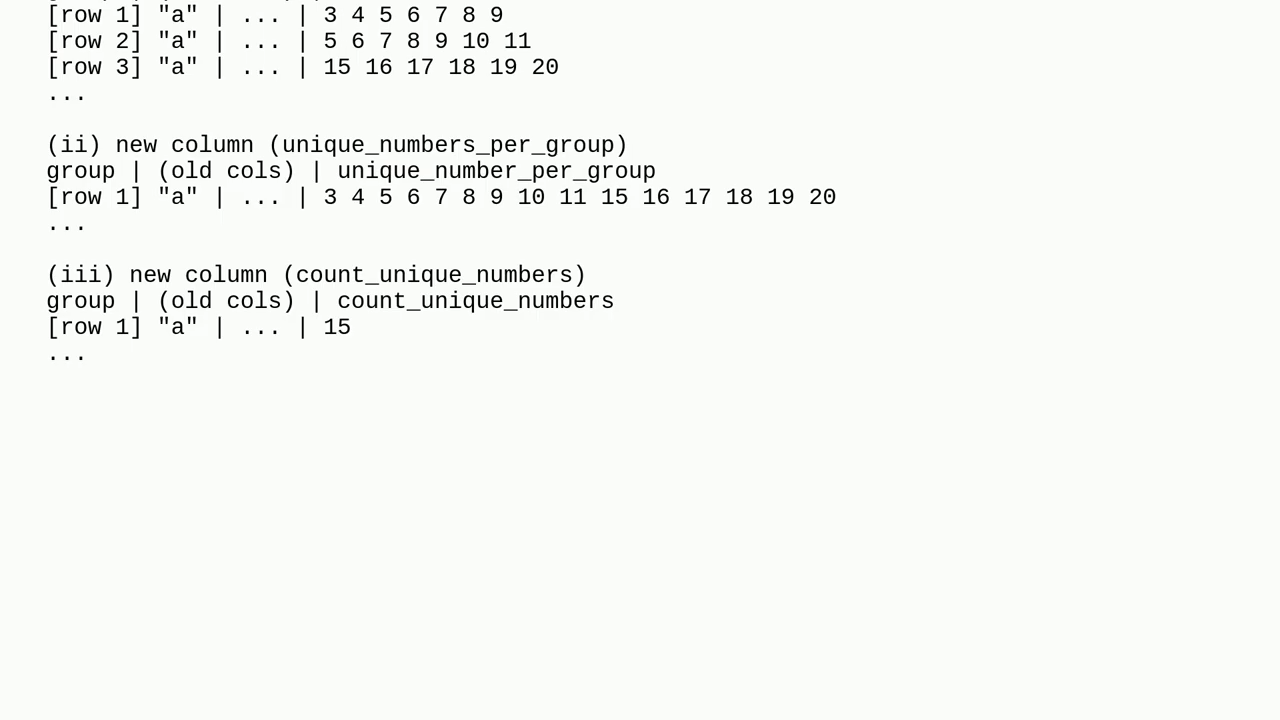 [row 1] "a" | ... | 3 4 5 6 7 8 9
[row 2] "a" | ... | 5 6 7 8 9 10 11
[row 3] "a" | ... | 15 16 17 18 19 20
...
(ii) new column (unique_numbers_per_group)
group | (old cols) | unique_number_per_group
[row 1] "a" | ... | 3 4 5 6 7 8 9 10 11 15 16 17 18 19 20
...
(iii) new column (count_unique_numbers)
group | (old cols) | count_unique_numbers
[row 1] "a" | ... | 15
...